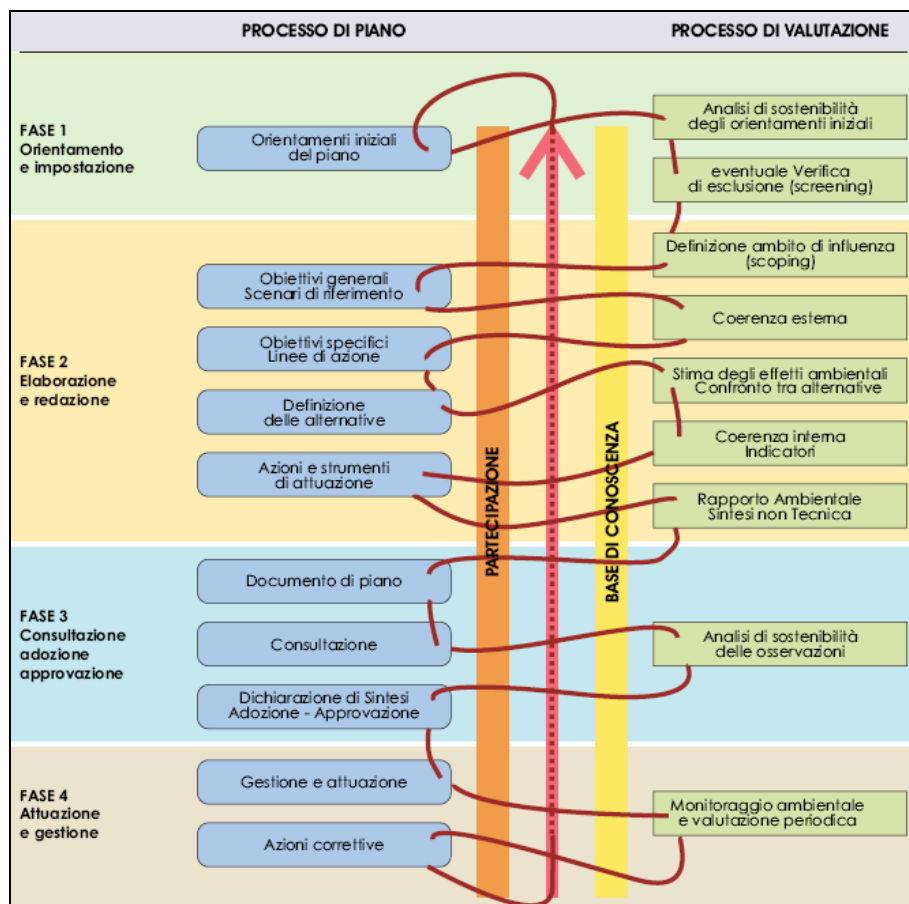 PROCESSO DI PIANO
PROCESSO DI VALUTAZIONE
FASE 1
Orientamento
e impostazione
Orientamenti iniziali
del piano
Analisi di sostenibilità
degli orientamenti iniziali
eventuale Verifica
di esclusione (screening)
FASE 2
Elaborazione
e redazione
Obiettivi generali
Scenari di riferimento
Obiettivi specifici
Linee di azione
Definizione
delle alternative
Azioni e strumenti
di attuazione
Definizione ambito di influenza
(scoping)
Coerenza esterna
Stima degli effetti ambientali
Confronto tra alternative
Coerenza interna
Indicatori
Rapporto Ambientale
Sintesi non Tecnica
PARTECIPAZIONE
BASE DI CONOSCENZA
FASE 3
Consultazione
adozione
approvazione
Documento di piano
Consultazione
Dichiarazione di Sintesi
Adozione - Approvazione
Analisi di sostenibilità
delle osservazioni
FASE 4
Attuazione
e gestione
Gestione e attuazione
Azioni correttive
Monitoraggio ambientale
e valutazione periodica